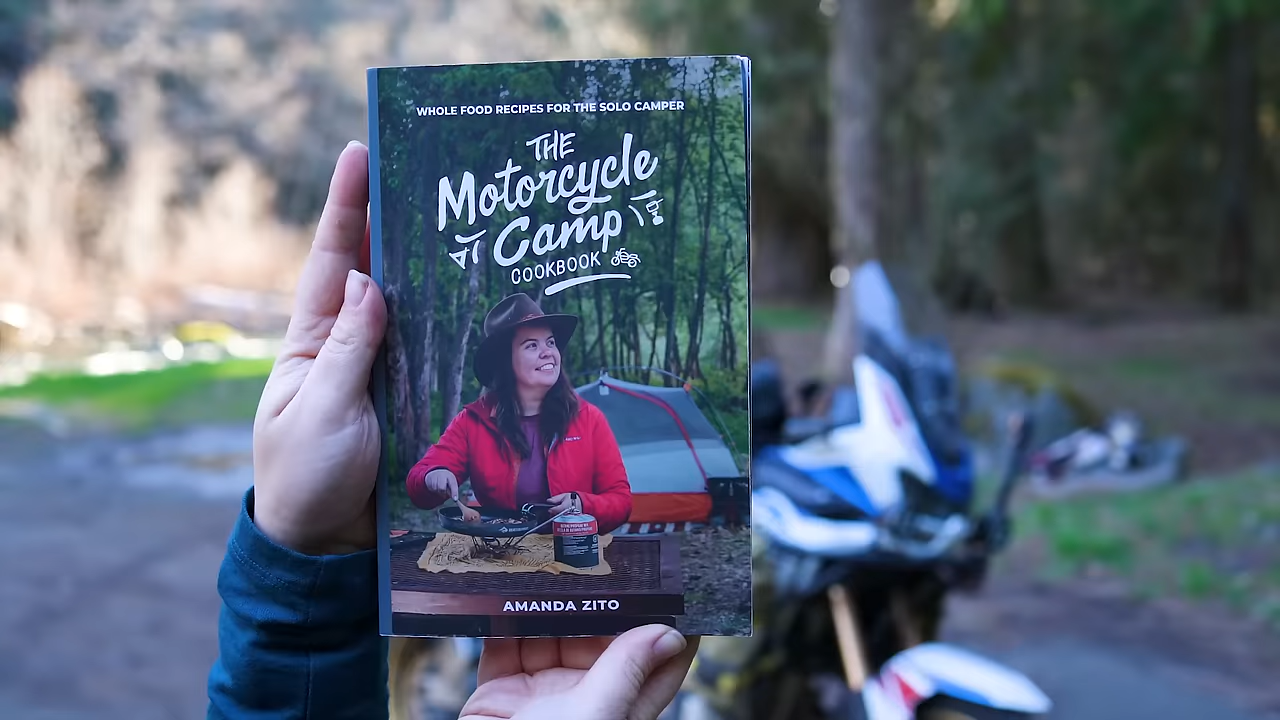 WHOLE FOOD RECIPES FOR THE SOLO CAMPER
THE
Motorcycle
Camp
COOKBOOK
AMANDA ZITO